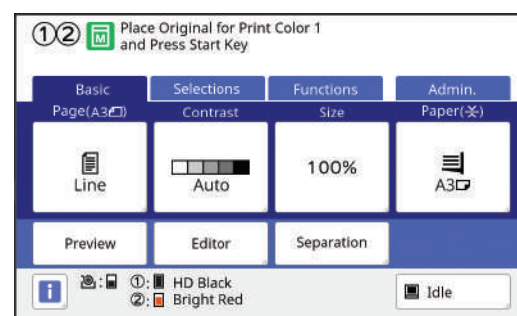 ①② M Place Original for Print Color 1
and Press Start Key
Basic Selections Functions Admin.
Page(A3) Contrast Size Paper()
Line Auto 100% A3
Preview Editor Separation
i : ①: HD Black
②: Bright Red
Idle